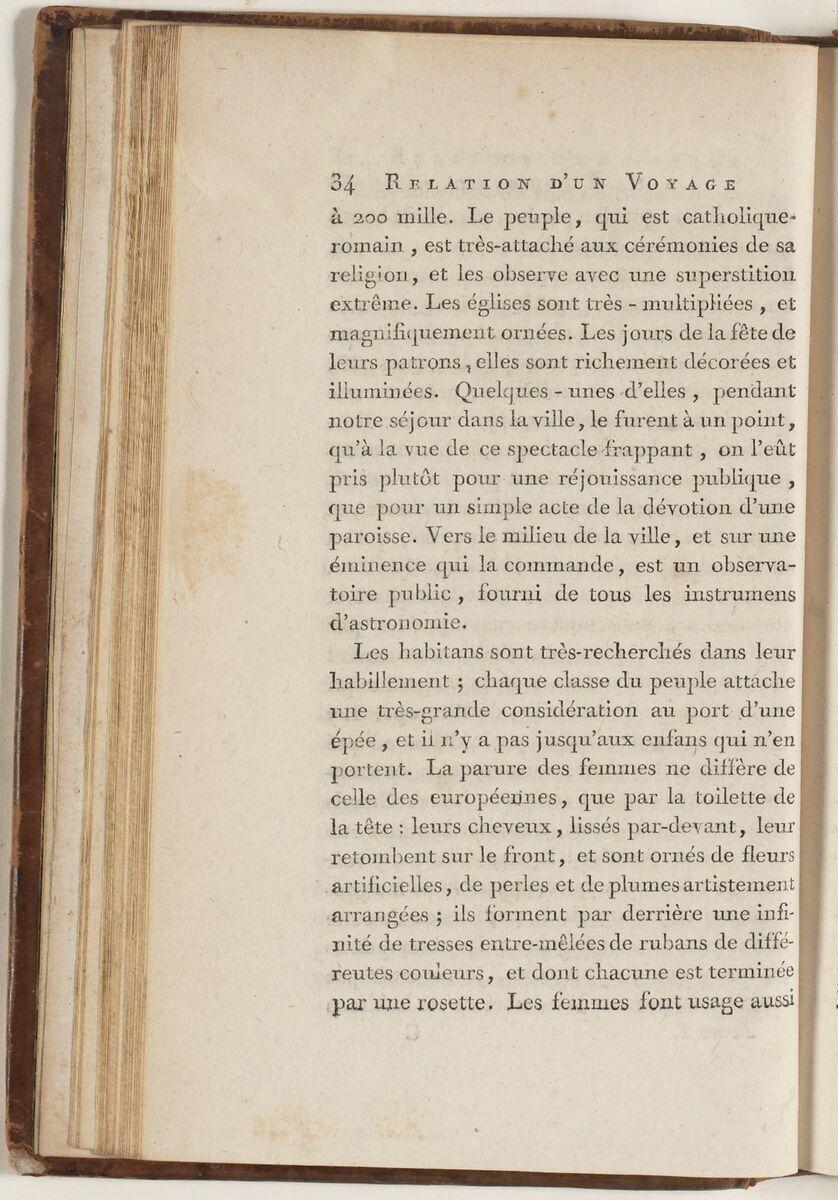 34 RELATION D'UN VOYAGE
à 200 mille. Le peuple, qui est catholique-
romain, est très-attaché aux cérémonies de sa
religion, et les observe avec une superstition
extrême. Les églises sont très-multipliées, et
magnifiquement ornées. Les jours de la fête de
leurs patrons, elles sont richement décorées et
illuminées. Quelques-unes d'elles, pendant
notre séjour dans la ville, le furent à un point,
qu'à la vue de ce spectacle frappant, on l'eût
pris plutôt pour une réjouissance publique,
que pour un simple acte de la dévotion d'une
paroisse. Vers le milieu de la ville, et sur une
éminence qui la commande, est un observa-
toire public, fourni de tous les instrumens
d'astronomie.
Les habitans sont très-recherchés dans leur
habillement; chaque classe du peuple attache
une très-grande considération au port d'une
épée, et il n'y a pas jusqu'aux enfans qui n'en
portent. La parure des femmes ne diffère de
celle des européennes, que par la toilette de
la tête : leurs cheveux, lissés par-devant, leur
retombent sur le front, et sont ornés de fleurs
artificielles, de perles et de plumes artistement
arrangées; ils forment par derrière une infi-
nité de tresses entre-mêlées de rubans de diffé-
reutes couleurs, et dont chacune est terminée
par une rosette. Les femmes font usage aussi